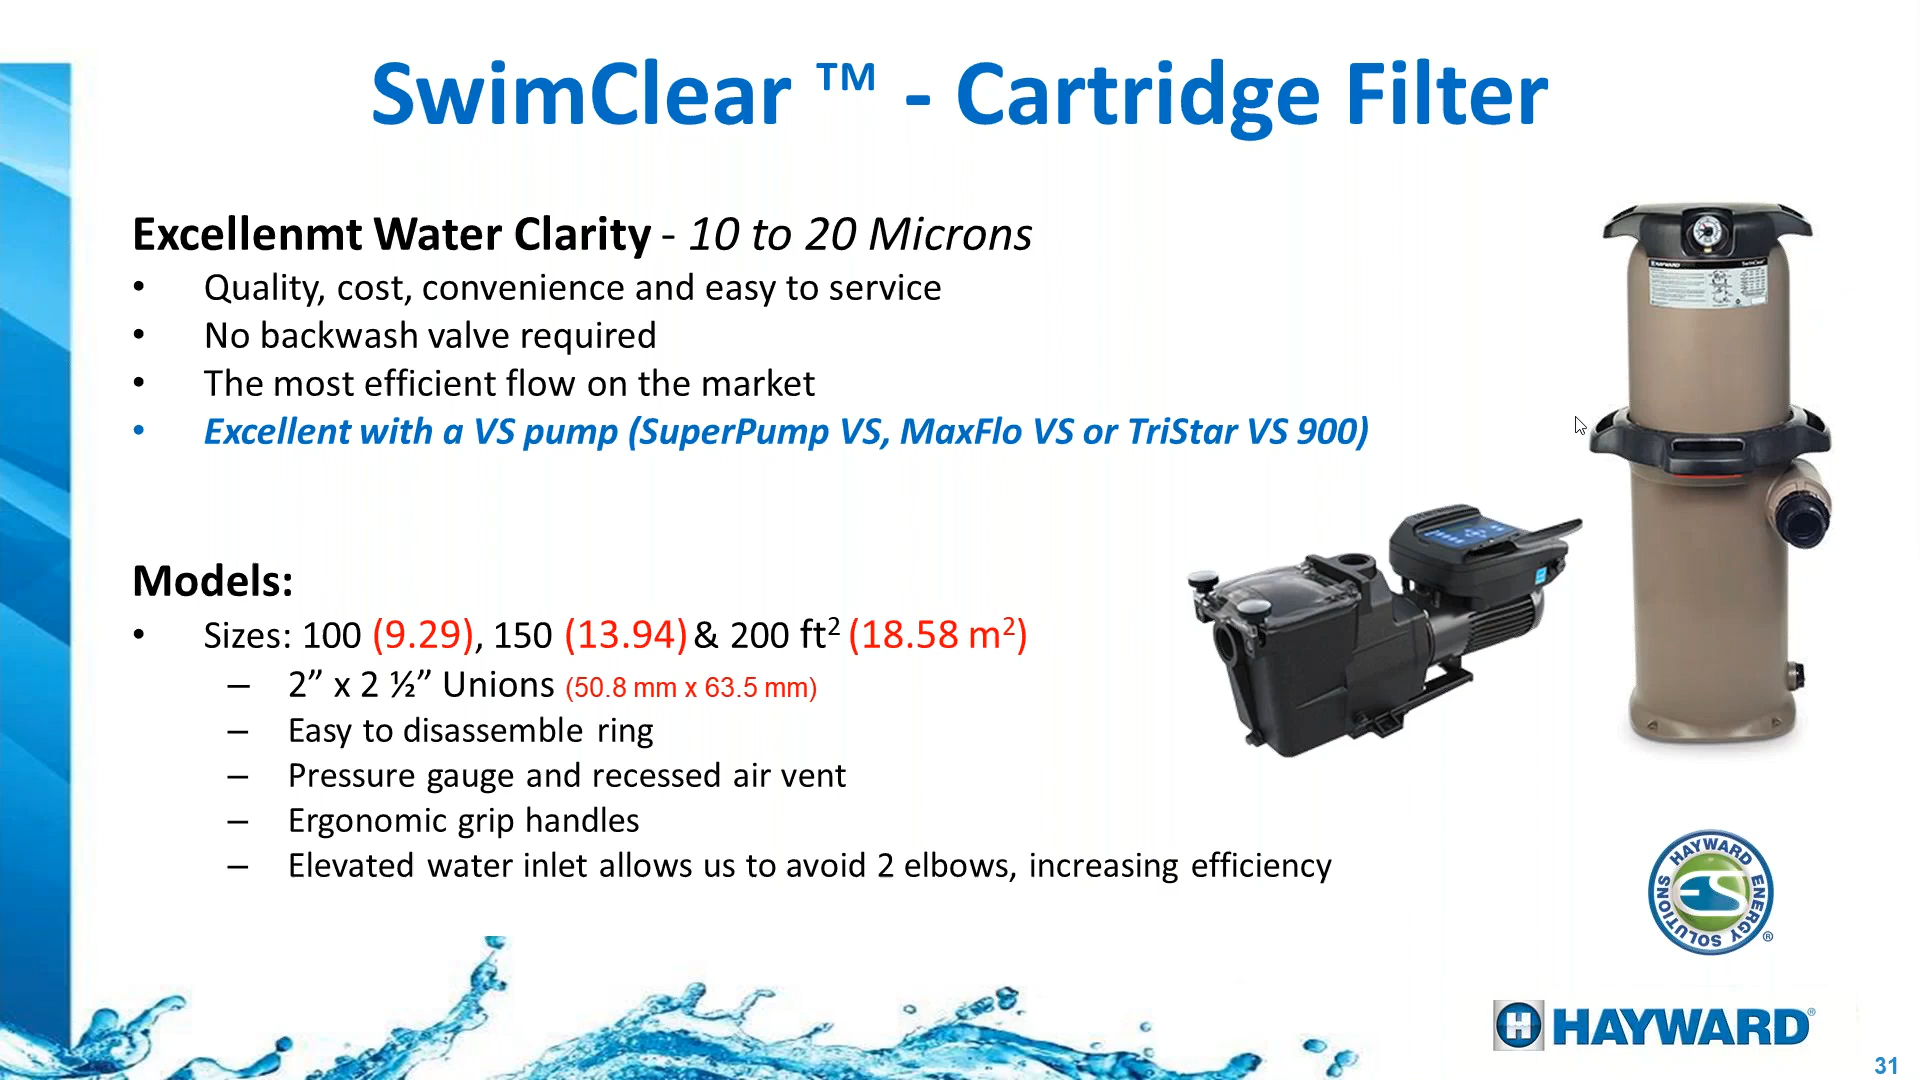 SwimClear ™ - Cartridge Filter
Excellenmt Water Clarity - 10 to 20 Microns
• Quality, cost, convenience and easy to service
• No backwash valve required
• The most efficient flow on the market
• Excellent with a VS pump (SuperPump VS, MaxFlo VS or TriStar VS 900)
Models:
• Sizes: 100 (9.29), 150 (13.94) & 200 ft² (18.58 m²)
– 2” x 2 ½” Unions (50.8 mm x 63.5 mm)
– Easy to disassemble ring
– Pressure gauge and recessed air vent
– Ergonomic grip handles
– Elevated water inlet allows us to avoid 2 elbows, increasing efficiency
HAYWARD SwimClear
HAYWARD ENERGY SOLUTIONS ®
ES
H HAYWARD®
31